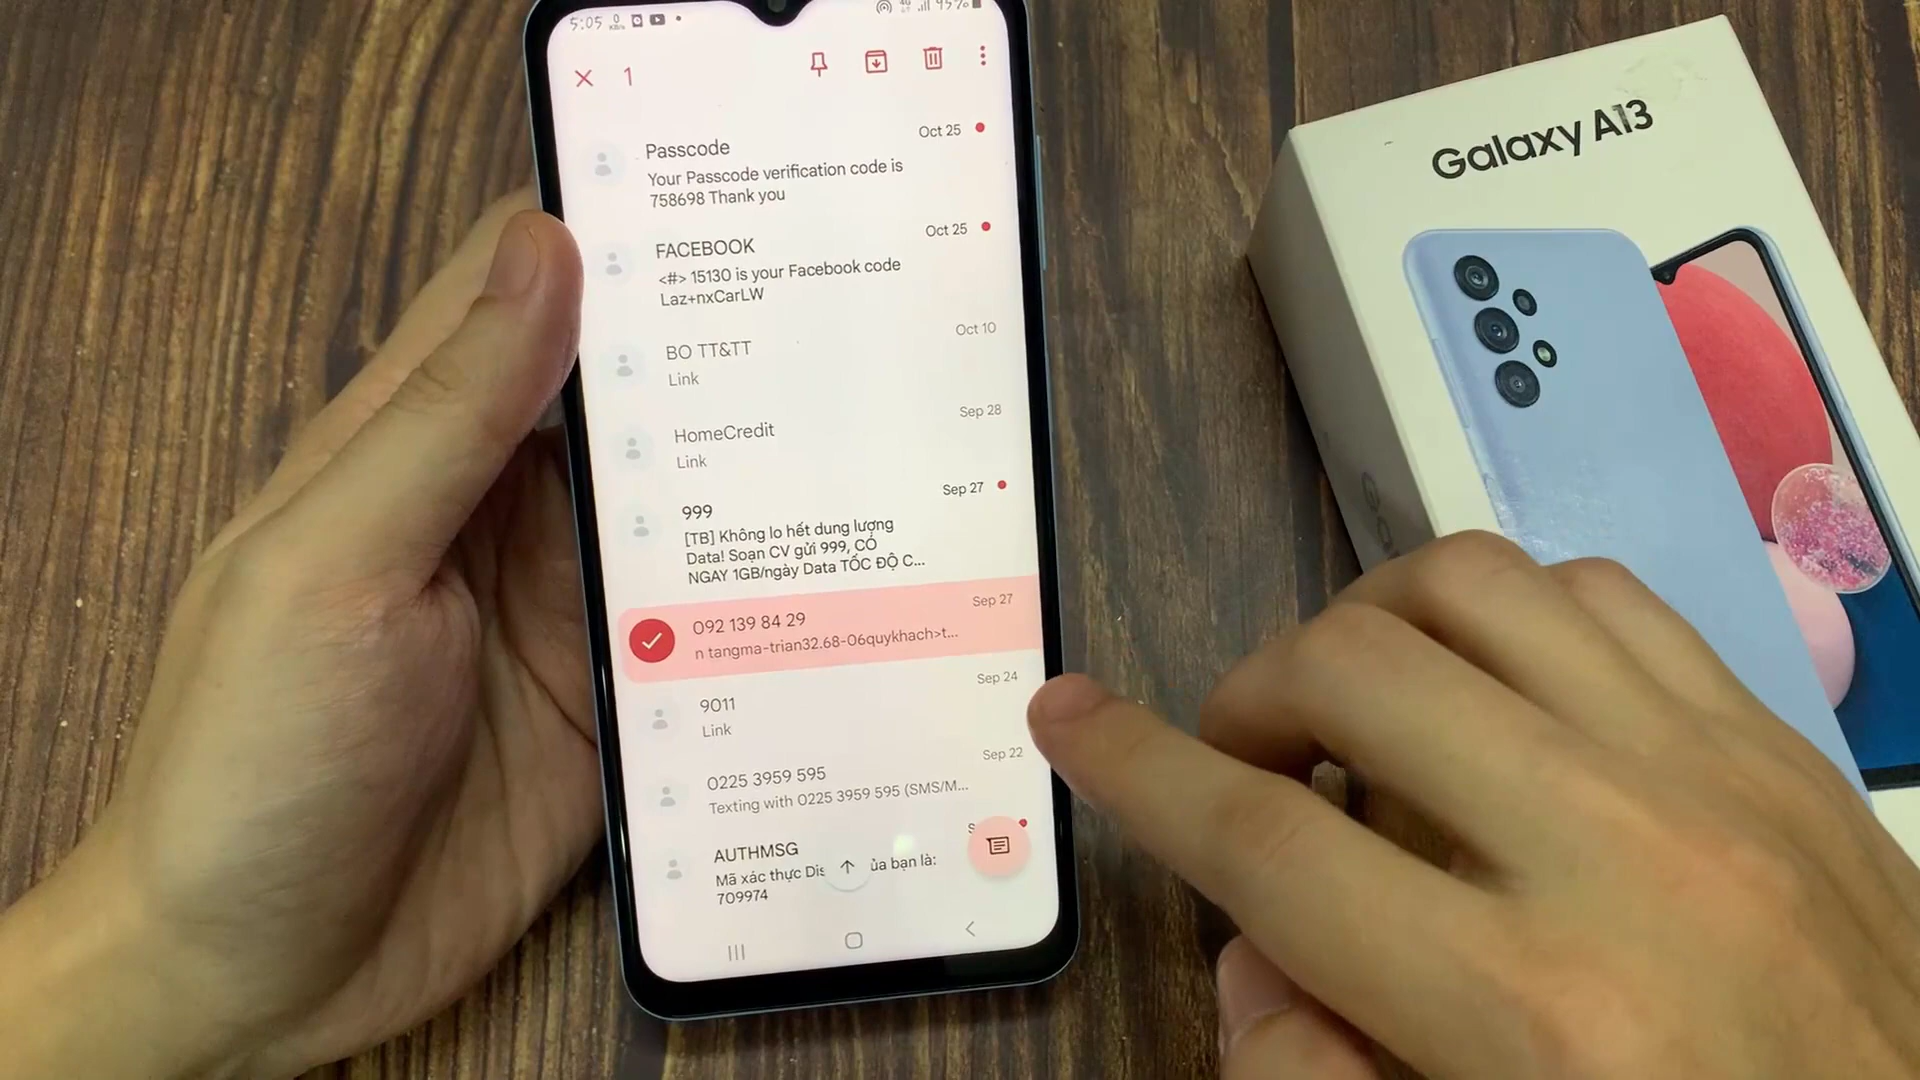 5:05
95%
1
Passcode
Oct 25
Your Passcode verification code is
758698 Thank you
FACEBOOK
Oct 25
<#> 15130 is your Facebook code
Laz+nxCarLW
BO TT&TT
Oct 10
Link
HomeCredit
Sep 28
Link
999
Sep 27
[TB] Không lo hết dung lượng
Data! Soạn CV gửi 999, CÓ
NGAY 1GB/ngày Data TỐC ĐỘ C...
092 139 84 29
Sep 27
n tangma-trian32.68-06quykhach>t...
9011
Sep 24
Link
0225 3959 595
Sep 22
Texting with 0225 3959 595 (SMS/M...
AUTHMSG
Mã xác thực Dis ủa bạn là:
709974
Galaxy A13